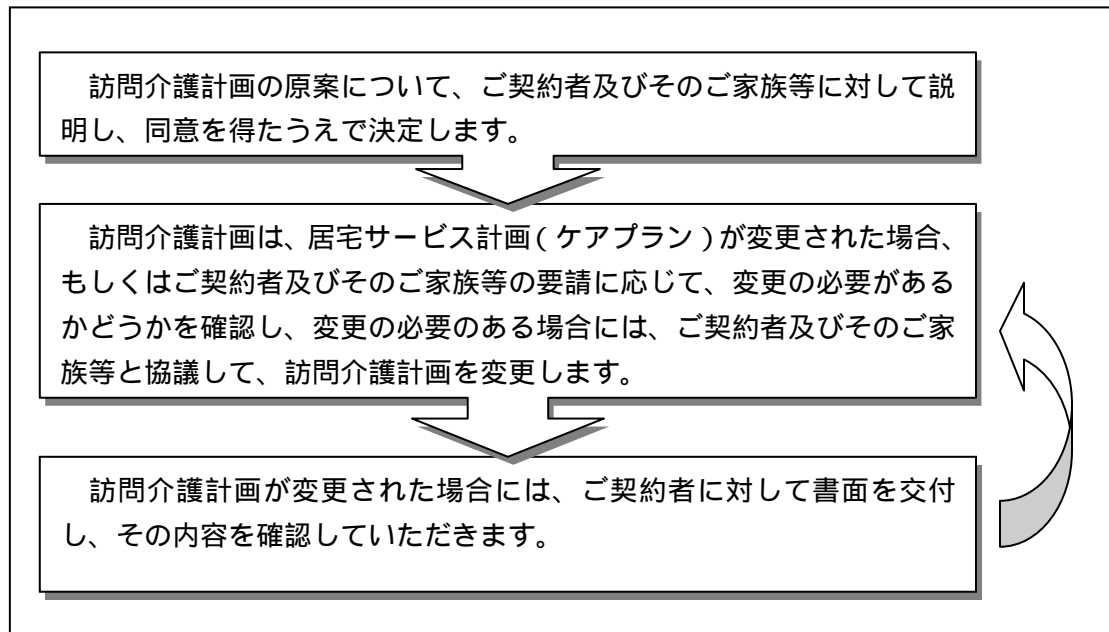 訪問介護計画の原案について、ご契約者及びそのご家族等に対して説
明し、同意を得たうえで決定します。
訪問介護計画は、居宅サービス計画(ケアプラン)が変更された場合、
もしくはご契約者及びそのご家族等の要請に応じて、変更の必要がある
かどうかを確認し、変更の必要のある場合には、ご契約者及びそのご家
族等と協議して、訪問介護計画を変更します。
訪問介護計画が変更された場合には、ご契約者に対して書面を交付
し、その内容を確認していただきます。